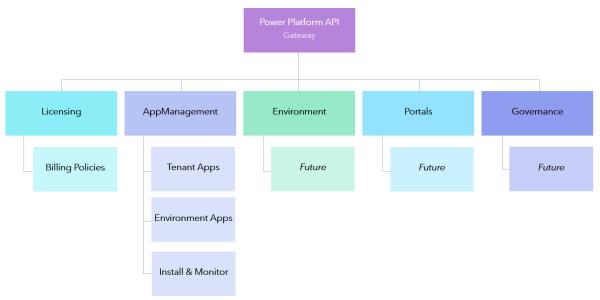 Power Platform API
Gateway
Licensing
AppManagement
Environment
Portals
Governance
Billing Policies
Tenant Apps
Future
Future
Future
Environment Apps
Install & Monitor